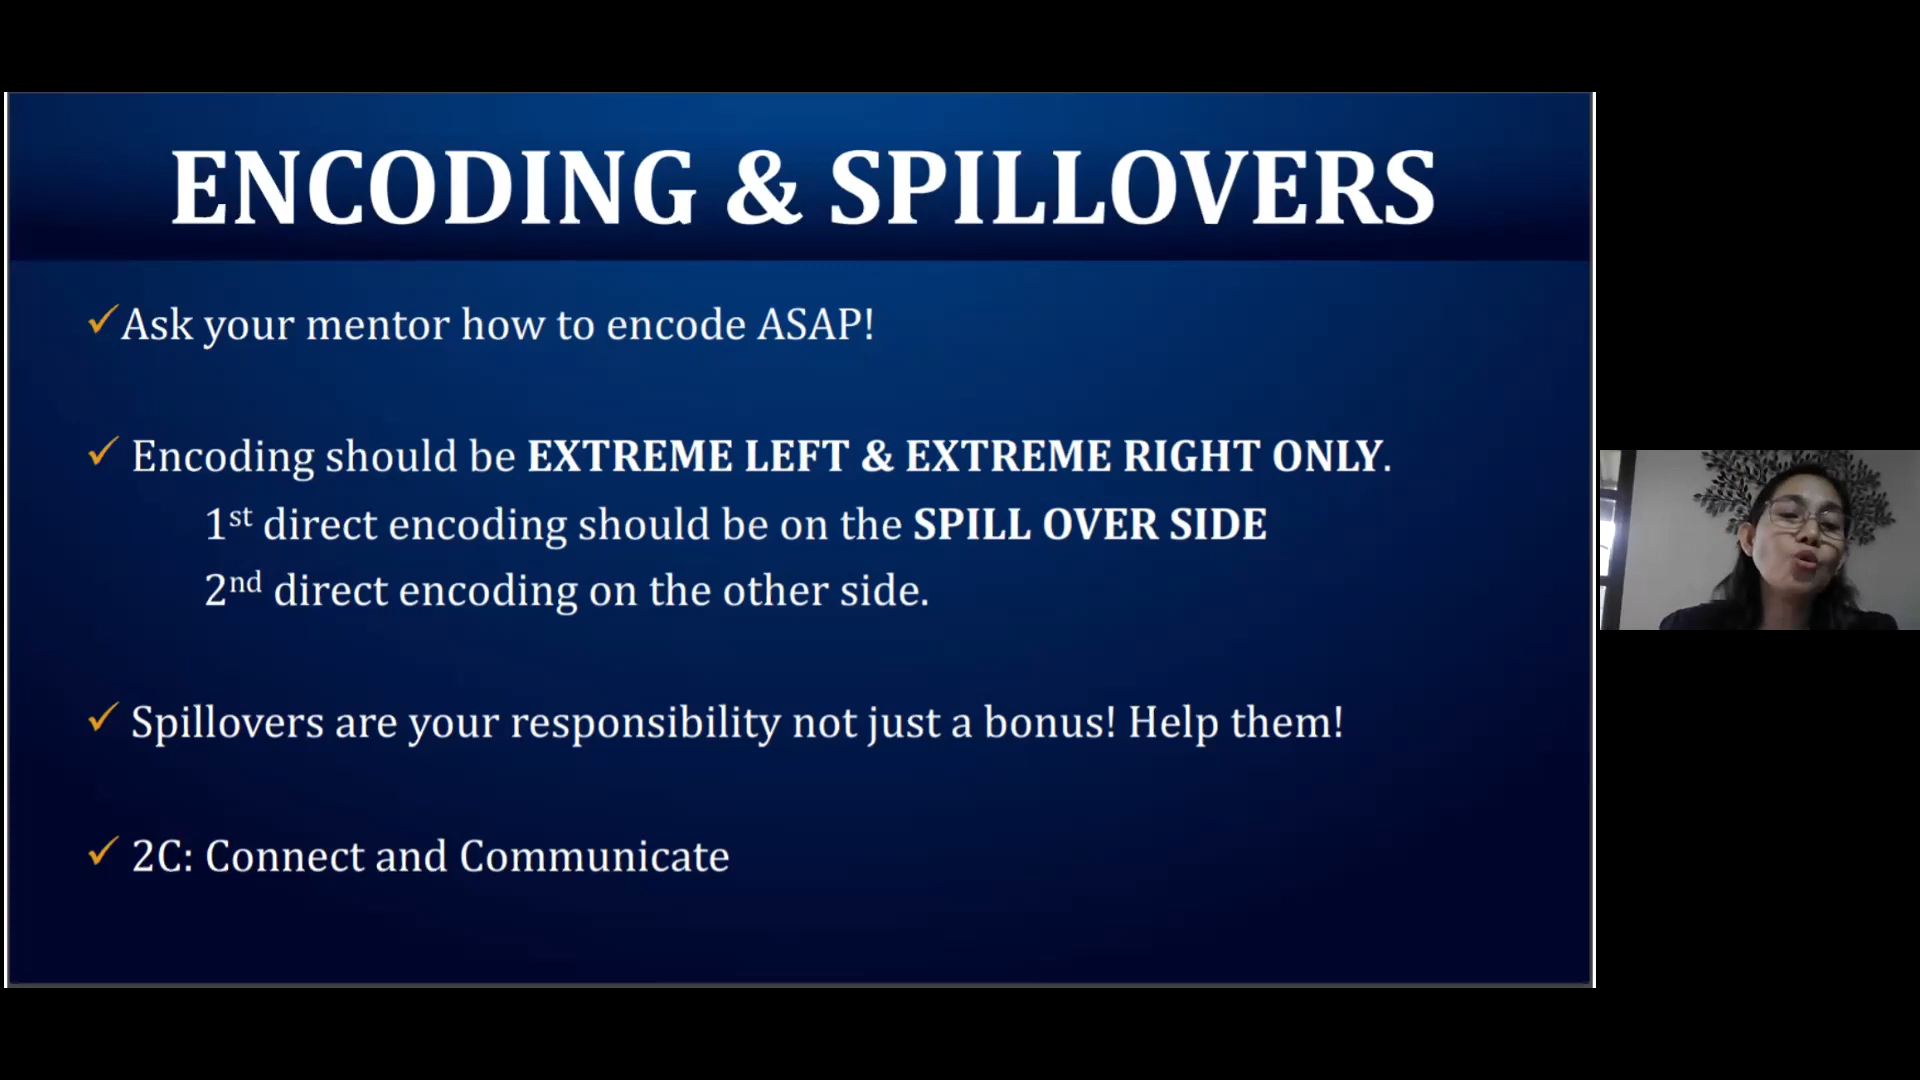 ENCODING & SPILLOVERS
✓Ask your mentor how to encode ASAP!
✓ Encoding should be EXTREME LEFT & EXTREME RIGHT ONLY.
1st direct encoding should be on the SPILL OVER SIDE
2nd direct encoding on the other side.
✓ Spillovers are your responsibility not just a bonus! Help them!
✓ 2C: Connect and Communicate